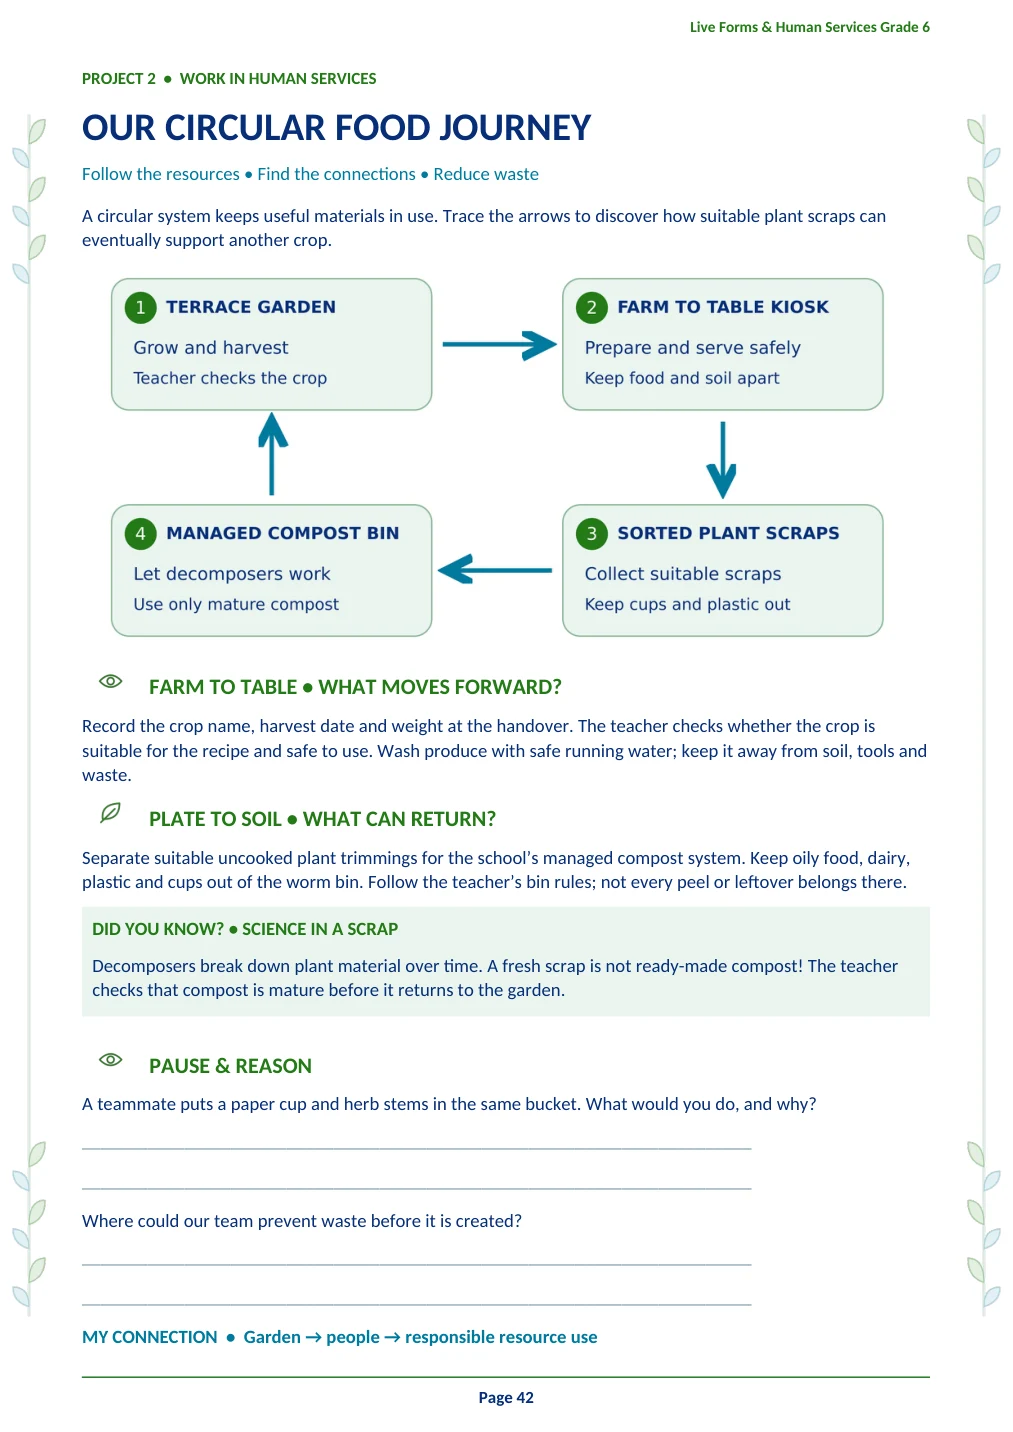 Live Forms & Human Services Grade 6
PROJECT 2 ● WORK IN HUMAN SERVICES
OUR CIRCULAR FOOD JOURNEY
Follow the resources ● Find the connections ● Reduce waste
A circular system keeps useful materials in use. Trace the arrows to discover how suitable plant scraps can
eventually support another crop.
1 TERRACE GARDEN
Grow and harvest
Teacher checks the crop
2 FARM TO TABLE KIOSK
Prepare and serve safely
Keep food and soil apart
4 MANAGED COMPOST BIN
Let decomposers work
Use only mature compost
3 SORTED PLANT SCRAPS
Collect suitable scraps
Keep cups and plastic out
FARM TO TABLE ● WHAT MOVES FORWARD?
Record the crop name, harvest date and weight at the handover. The teacher checks whether the crop is
suitable for the recipe and safe to use. Wash produce with safe running water; keep it away from soil, tools and
waste.
PLATE TO SOIL ● WHAT CAN RETURN?
Separate suitable uncooked plant trimmings for the school’s managed compost system. Keep oily food, dairy,
plastic and cups out of the worm bin. Follow the teacher’s bin rules; not every peel or leftover belongs there.
DID YOU KNOW? ● SCIENCE IN A SCRAP
Decomposers break down plant material over time. A fresh scrap is not ready-made compost! The teacher
checks that compost is mature before it returns to the garden.
PAUSE & REASON
A teammate puts a paper cup and herb stems in the same bucket. What would you do, and why?
Where could our team prevent waste before it is created?
MY CONNECTION ● Garden → people → responsible resource use
Page 42